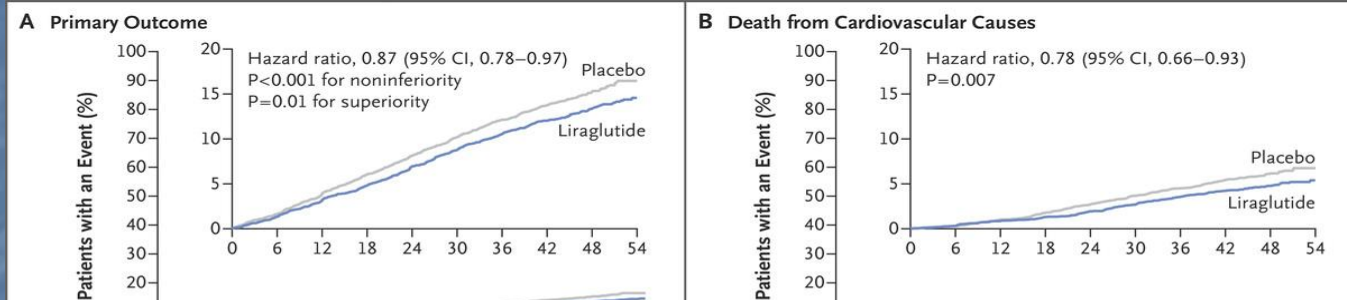 A Primary Outcome
100
90
80
70
60
50
40
30
20
Patients with an Event (%)
20
15
10
5
0
Hazard ratio, 0.87 (95% CI, 0.78–0.97)
P<0.001 for noninferiority
P=0.01 for superiority
Placebo
Liraglutide
0 6 12 18 24 30 36 42 48 54
B Death from Cardiovascular Causes
100
90
80
70
60
50
40
30
20
Patients with an Event (%)
20
15
10
5
0
Hazard ratio, 0.78 (95% CI, 0.66–0.93)
P=0.007
Placebo
Liraglutide
0 6 12 18 24 30 36 42 48 54